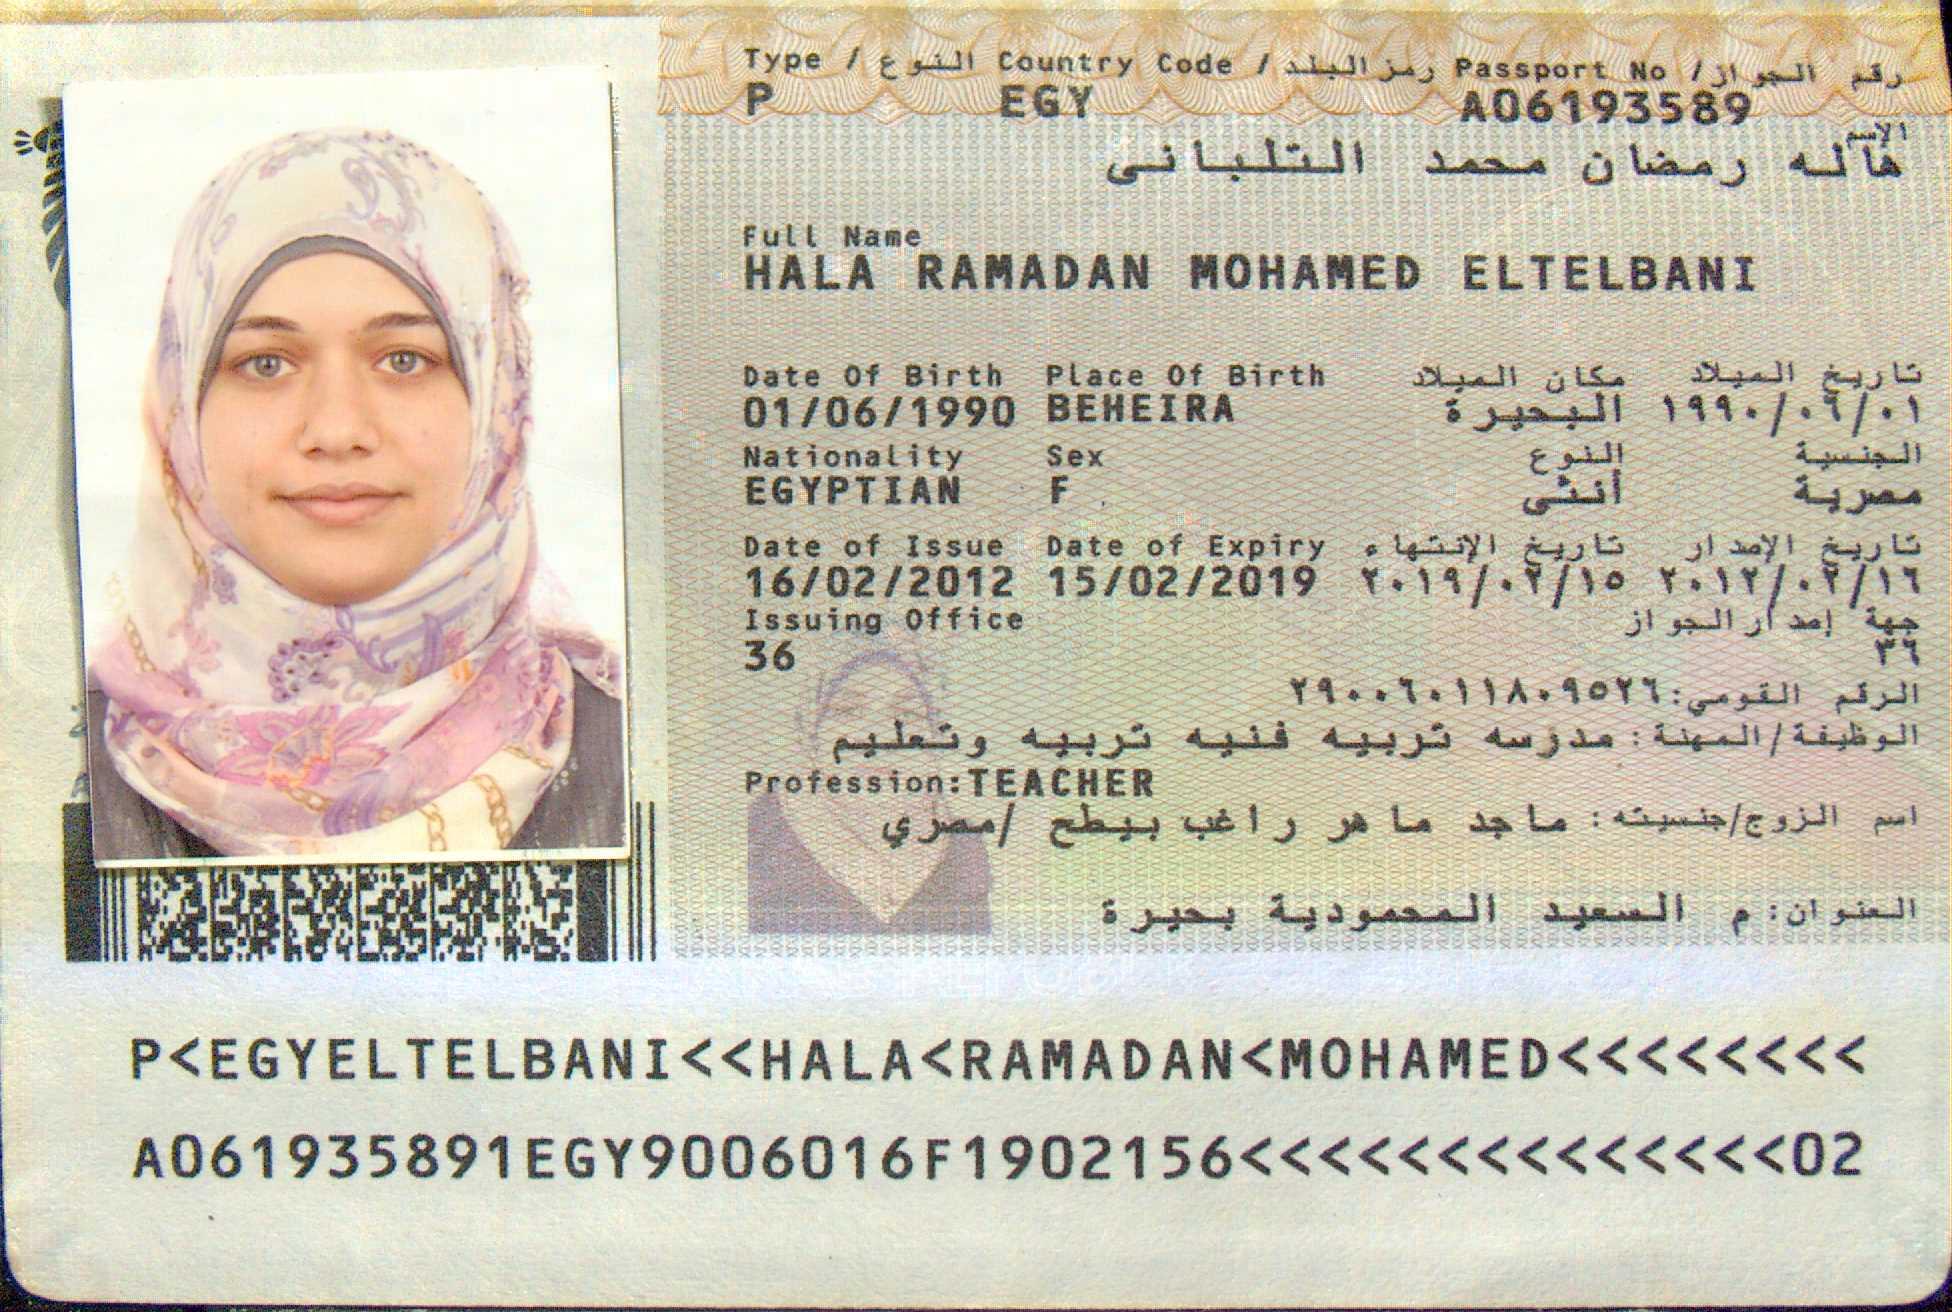 Type / النوع Country Code / رمز البلد Passport No / رقم الجواز
P EGY A06193589
الإسم
هاله رمضان محمد التلبانى
Full Name
HALA RAMADAN MOHAMED ELTELBANI
Date Of Birth Place Of Birth مكان الميلاد تاريخ الميلاد
01/06/1990 BEHEIRA البحيرة ١٩٩٠/٠٦/٠١
Nationality Sex النوع الجنسية
EGYPTIAN F أنثى مصرية
Date of Issue Date of Expiry تاريخ الإنتهاء تاريخ الإصدار
16/02/2012 15/02/2019 ٢٠١٩/٠٢/١٥ ٢٠١٢/٠٢/١٦
Issuing Office جهة إصدار الجواز
36 ٣٦
الرقم القومي: ٢٩٠٠٦٠١١٨٠٩٥٢٦
الوظيفة/المهنة: مدرسه تربيه فنيه تربيه وتعليم
Profession:TEACHER
اسم الزوج/جنسيته: ماجد ماهر راغب بيطح /مصري
العنوان: م السعيد المحمودية بحيرة
P<EGYELTELBANI<<HALA<RAMADAN<MOHAMED<<<<<<<<
A061935891EGY9006016F1902156<<<<<<<<<<<<<<02